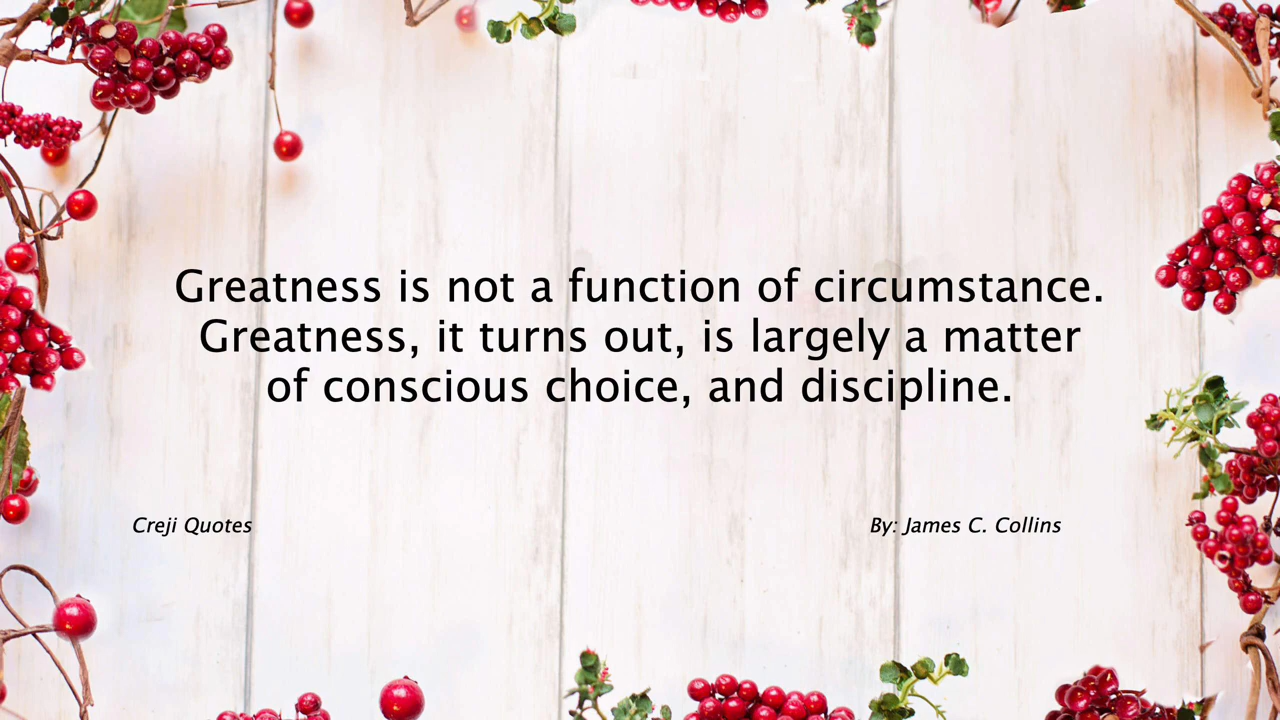 Greatness is not a function of circumstance.
Greatness, it turns out, is largely a matter
of conscious choice, and discipline.
Creji Quotes
By: James C. Collins